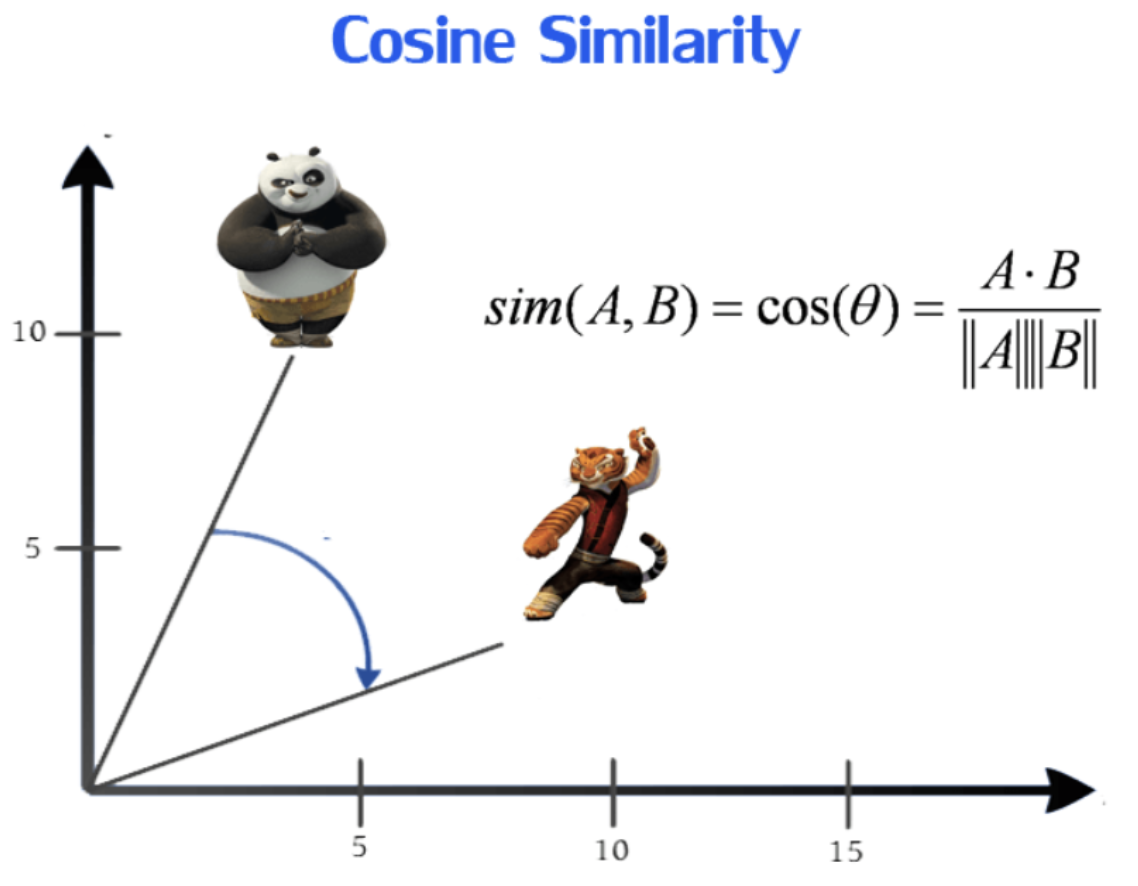 Cosine Similarity
sim(A, B) = cos(θ) = A · B / ‖A‖‖B‖
10
5
5
10
15